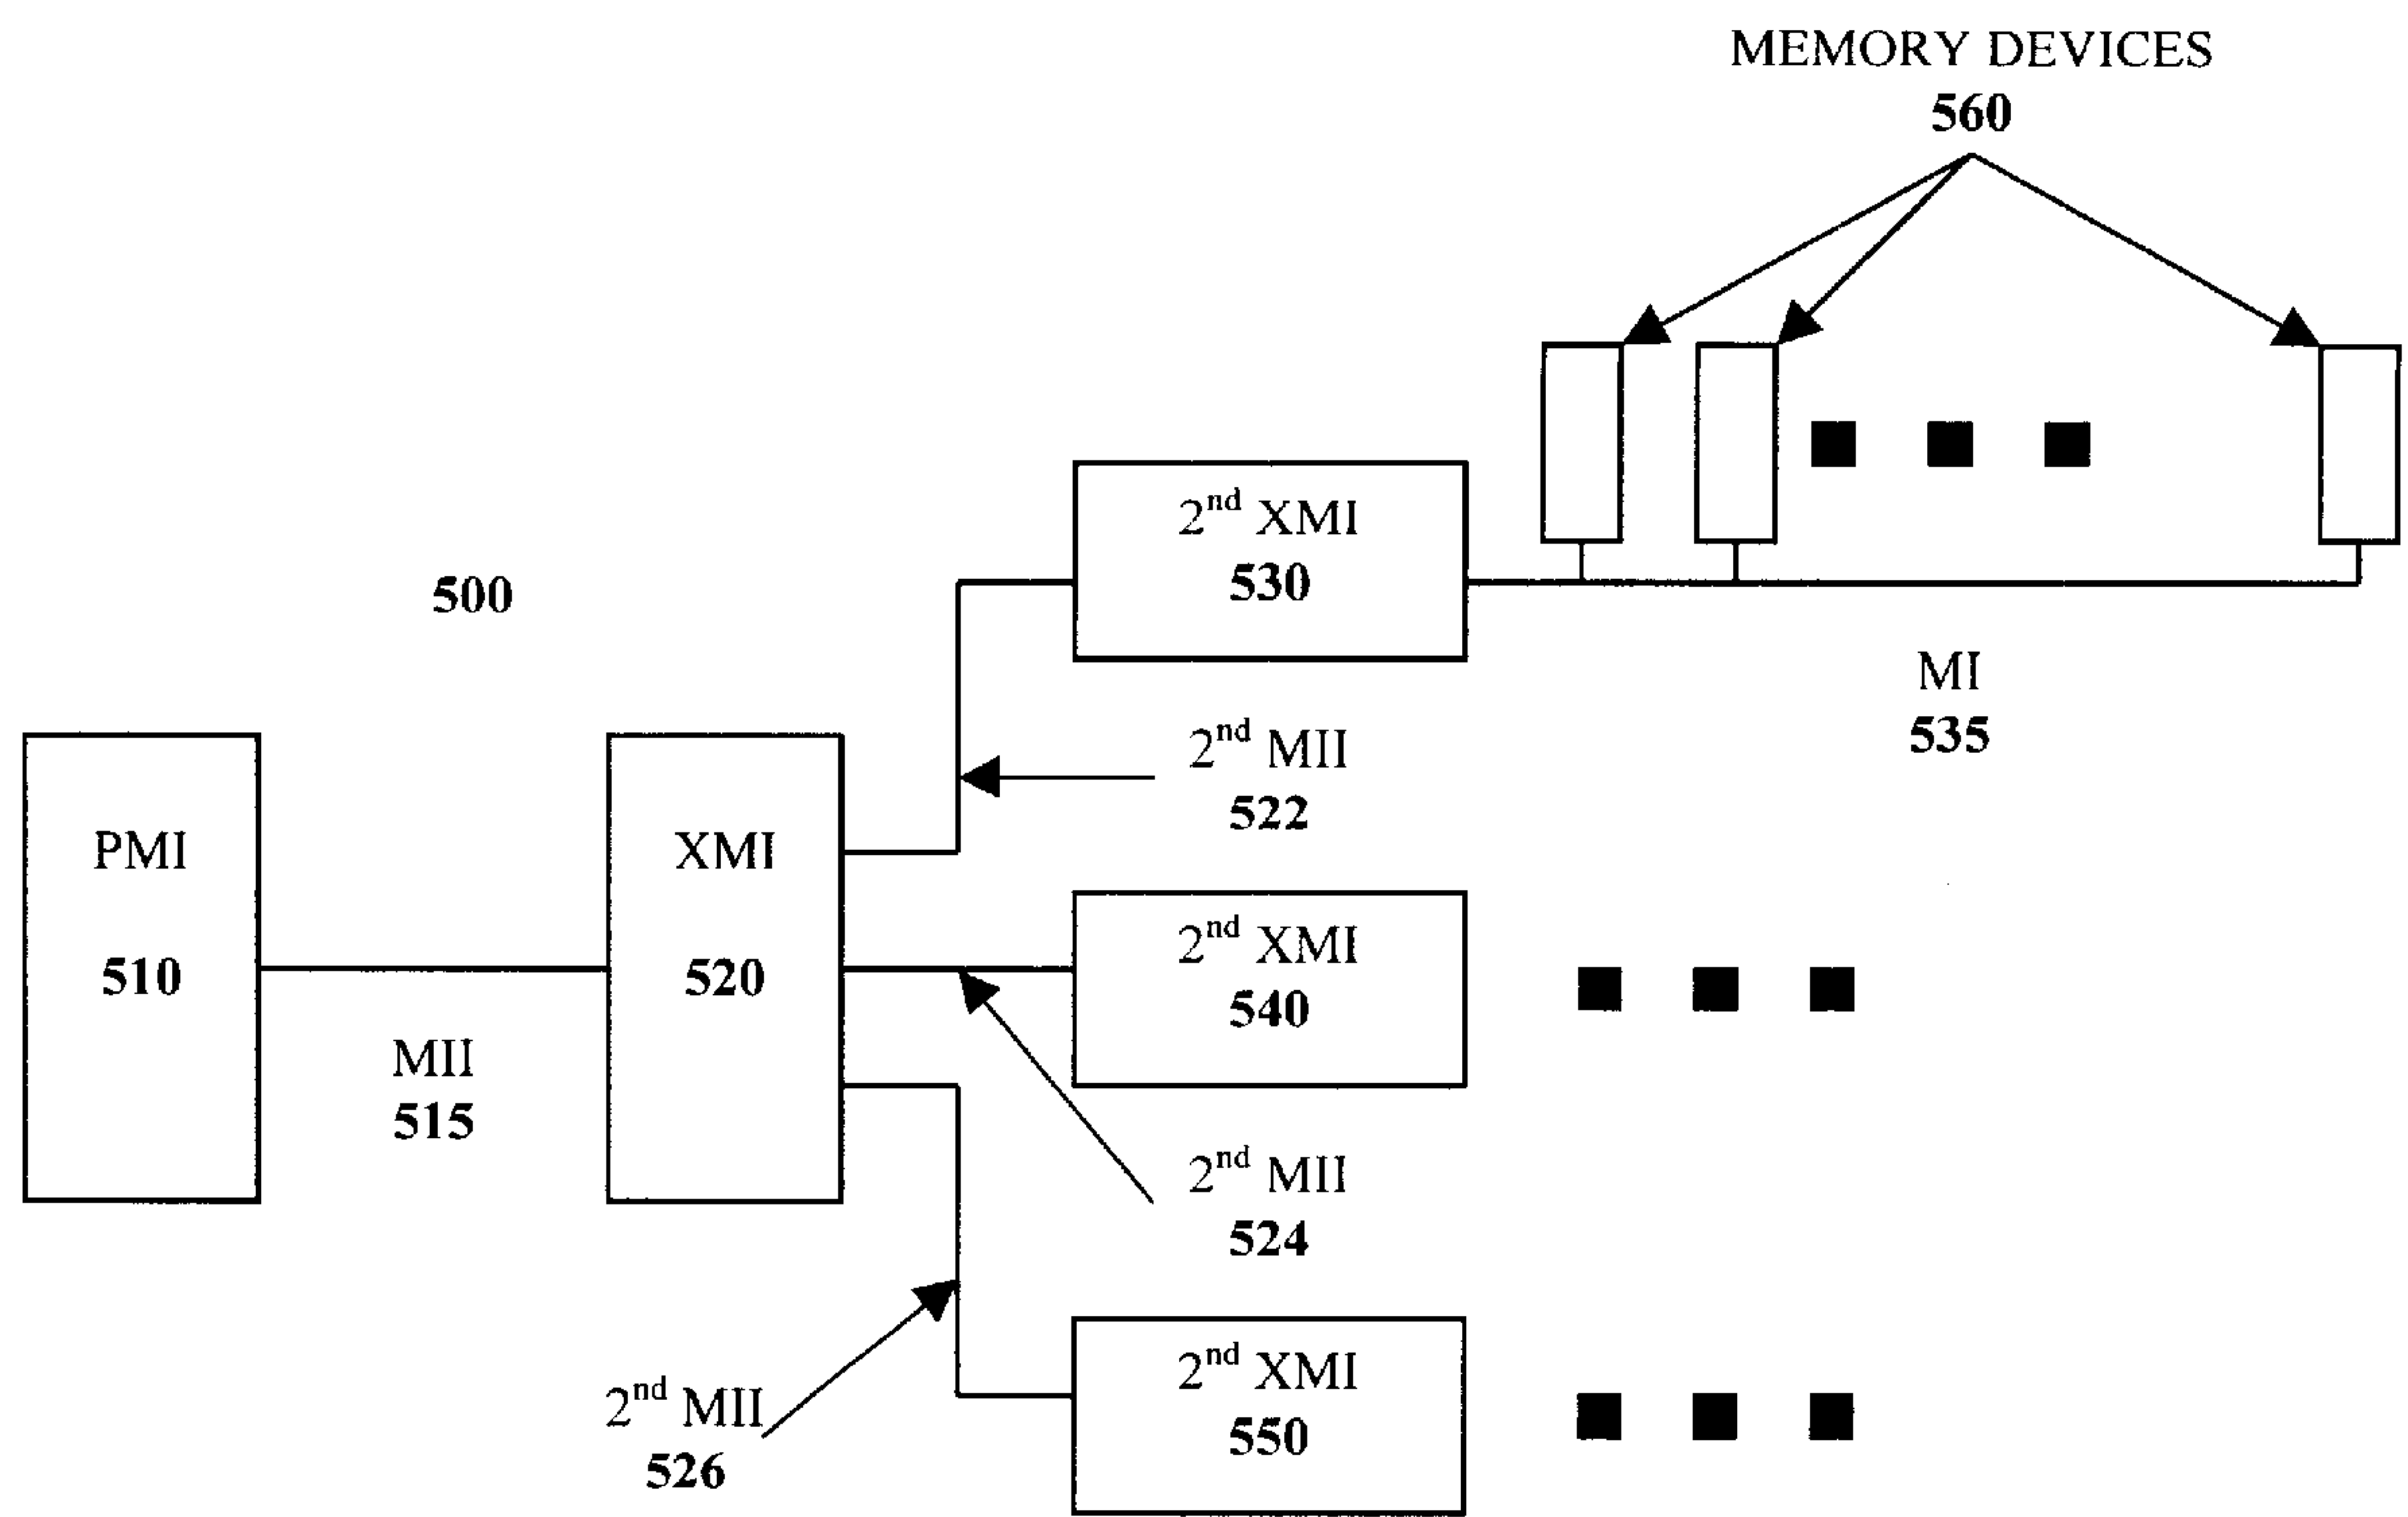 MEMORY DEVICES
560
2nd XMI
530
500
MI
535
2nd MII
522
PMI
510
XMI
520
2nd XMI
540
MII
515
2nd MII
524
2nd XMI
550
2nd MII
526